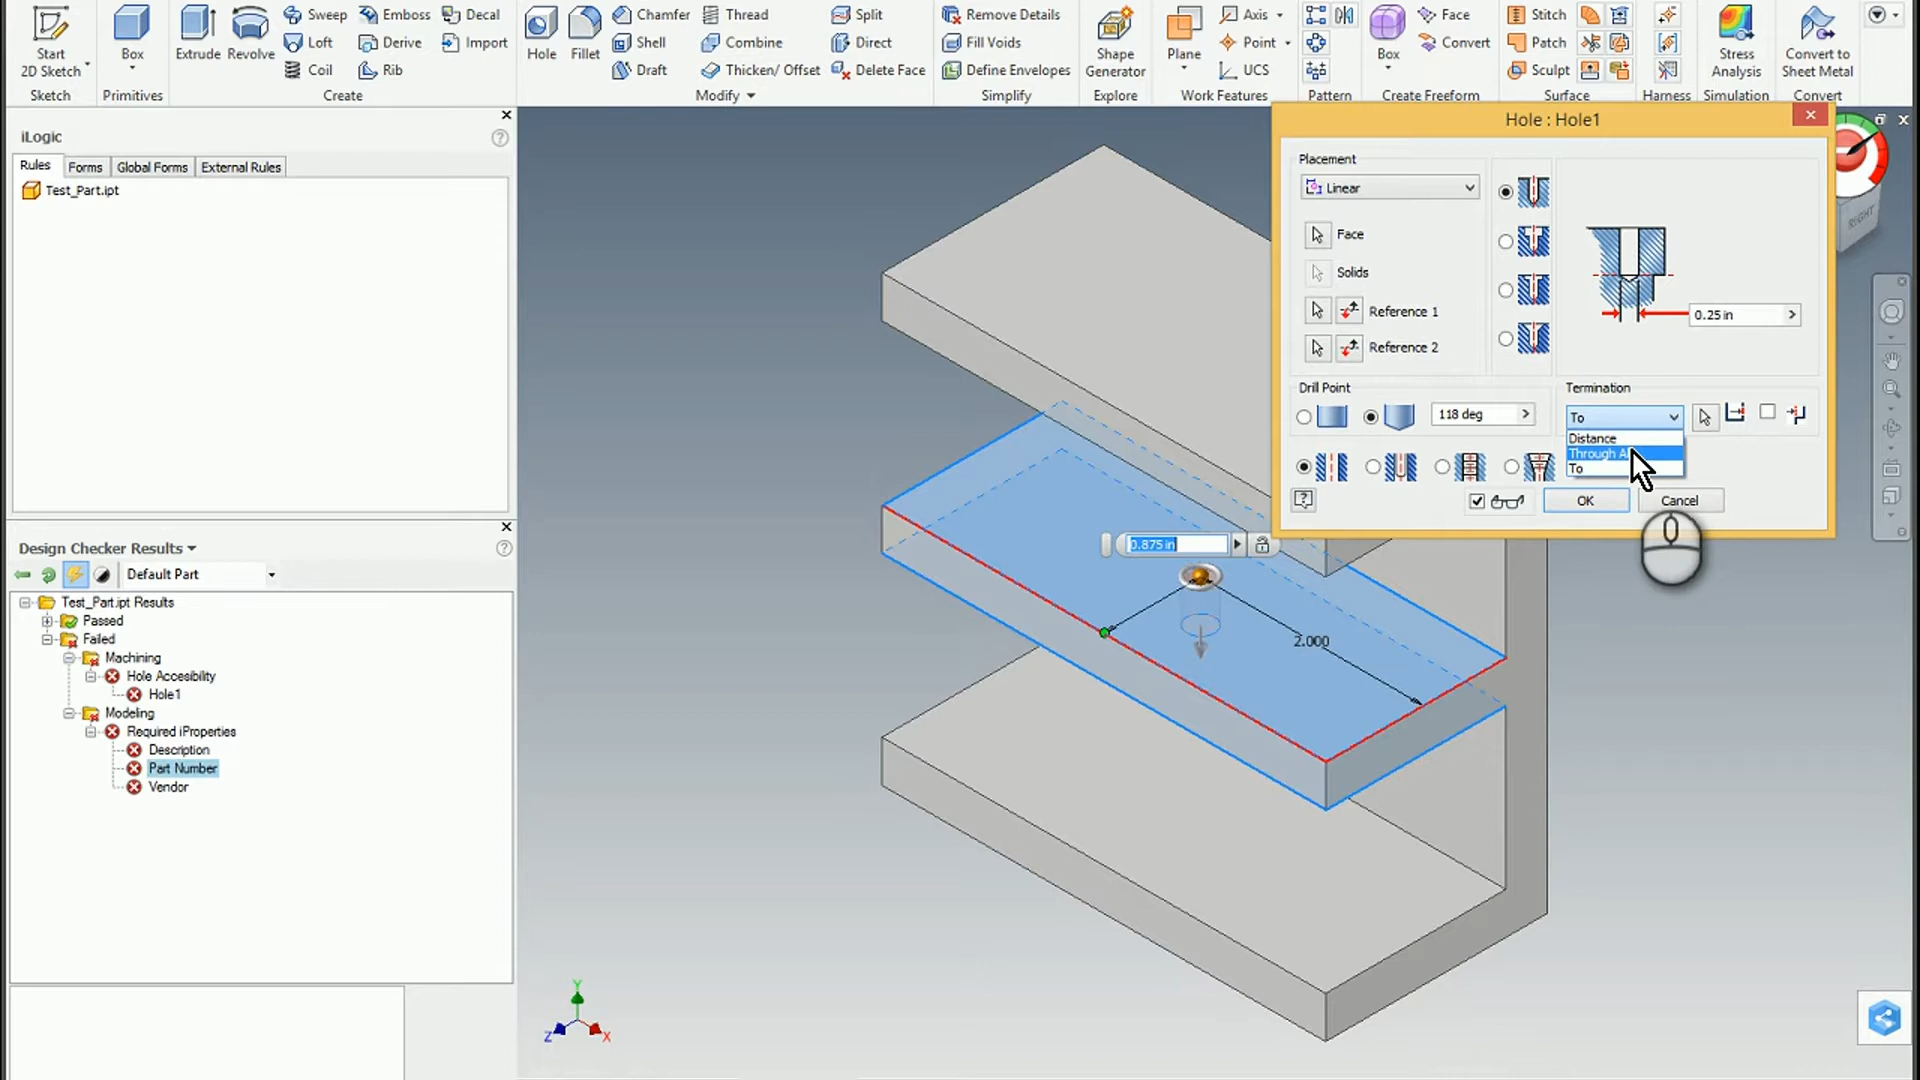 Start
2D Sketch
Sketch
Box
Primitives
Extrude
Revolve
Sweep
Loft
Coil
Emboss
Derive
Rib
Decal
Import
Create
Hole
Fillet
Chamfer
Shell
Draft
Thread
Combine
Thicken/ Offset
Split
Direct
Delete Face
Modify
Remove Details
Fill Voids
Define Envelopes
Simplify
Shape
Generator
Explore
Plane
Axis
Point
UCS
Work Features
Pattern
Box
Face
Convert
Create Freeform
Stitch
Patch
Sculpt
Surface
Harness
Stress
Analysis
Simulation
Convert to
Sheet Metal
Convert
iLogic
Rules
Forms
Global Forms
External Rules
Test_Part.ipt
Design Checker Results
Default Part
Test_Part.ipt Results
Passed
Failed
Machining
Hole Accesibility
Hole1
Modeling
Required iProperties
Description
Part Number
Vendor
Hole : Hole1
Placement
Linear
Face
Solids
Reference 1
Reference 2
0.25 in
Drill Point
118 deg
Termination
To
Distance
Through
To
OK
Cancel
RIGHT
0.875 in
2.000
Y
Z
X